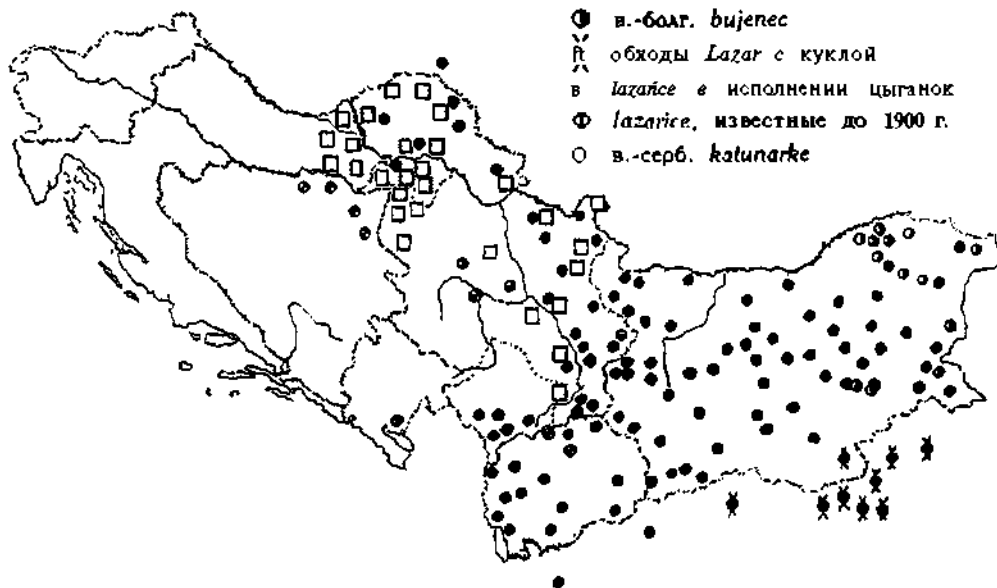 в.-болг. bujenec
обходы Lazar с куклой
lazarice в исполнении цыганок
lazarice, известные до 1900 г.
в.-серб. katunarke